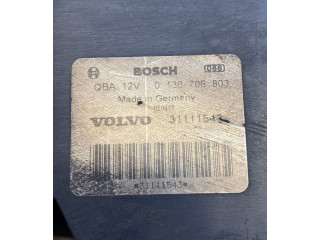 BOSCH
QBA 12V 0 130 706 803
Made in Germany
VOLVO 31111543
*31111543*